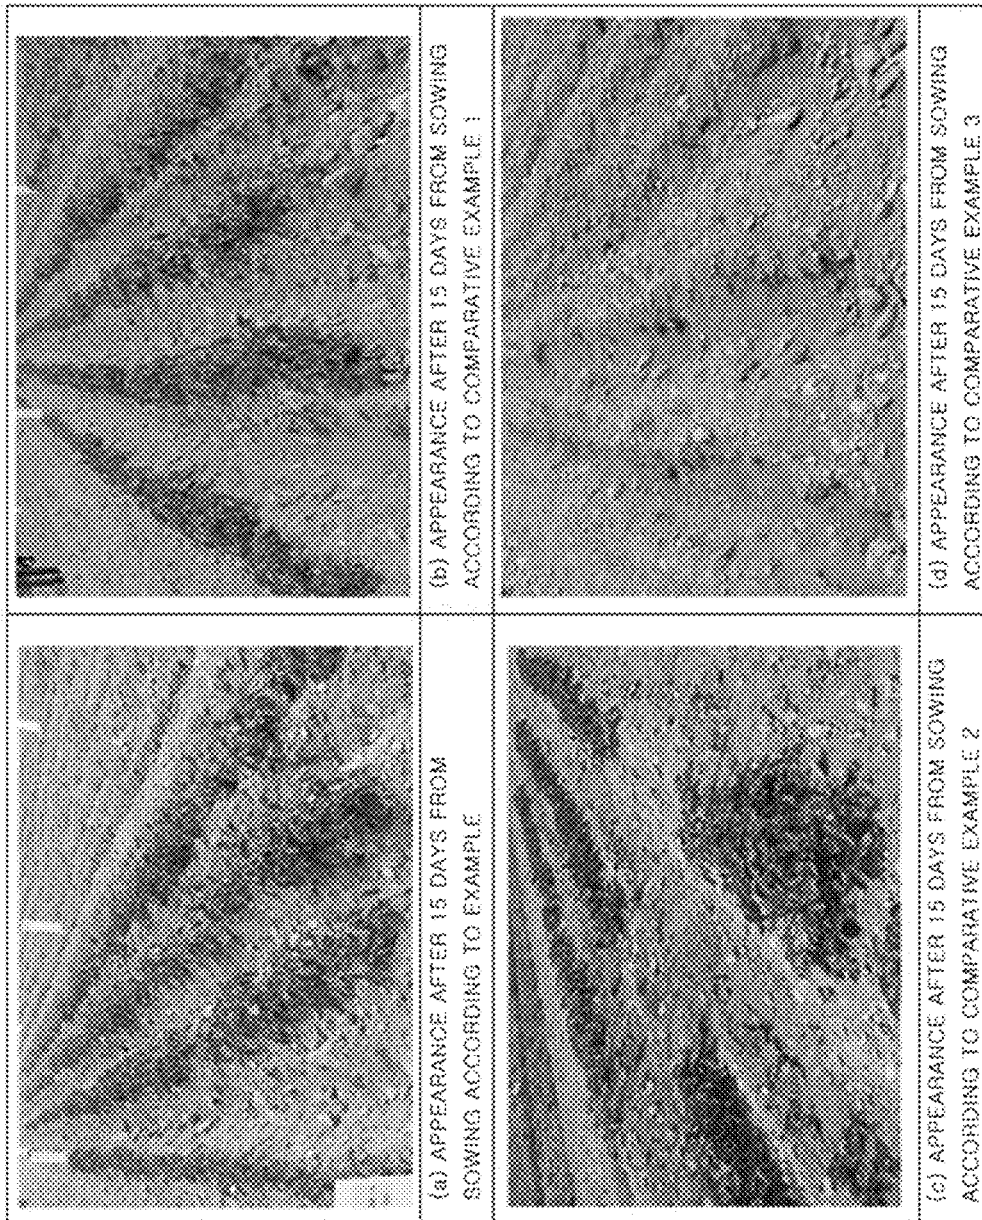 (a) APPEARANCE AFTER 15 DAYS FROM
SOWING ACCORDING TO EXAMPLE
(b) APPEARANCE AFTER 15 DAYS FROM SOWING
ACCORDING TO COMPARATIVE EXAMPLE 1
(c) APPEARANCE AFTER 15 DAYS FROM SOWING
ACCORDING TO COMPARATIVE EXAMPLE 2
(d) APPEARANCE AFTER 15 DAYS FROM SOWING
ACCORDING TO COMPARATIVE EXAMPLE 3